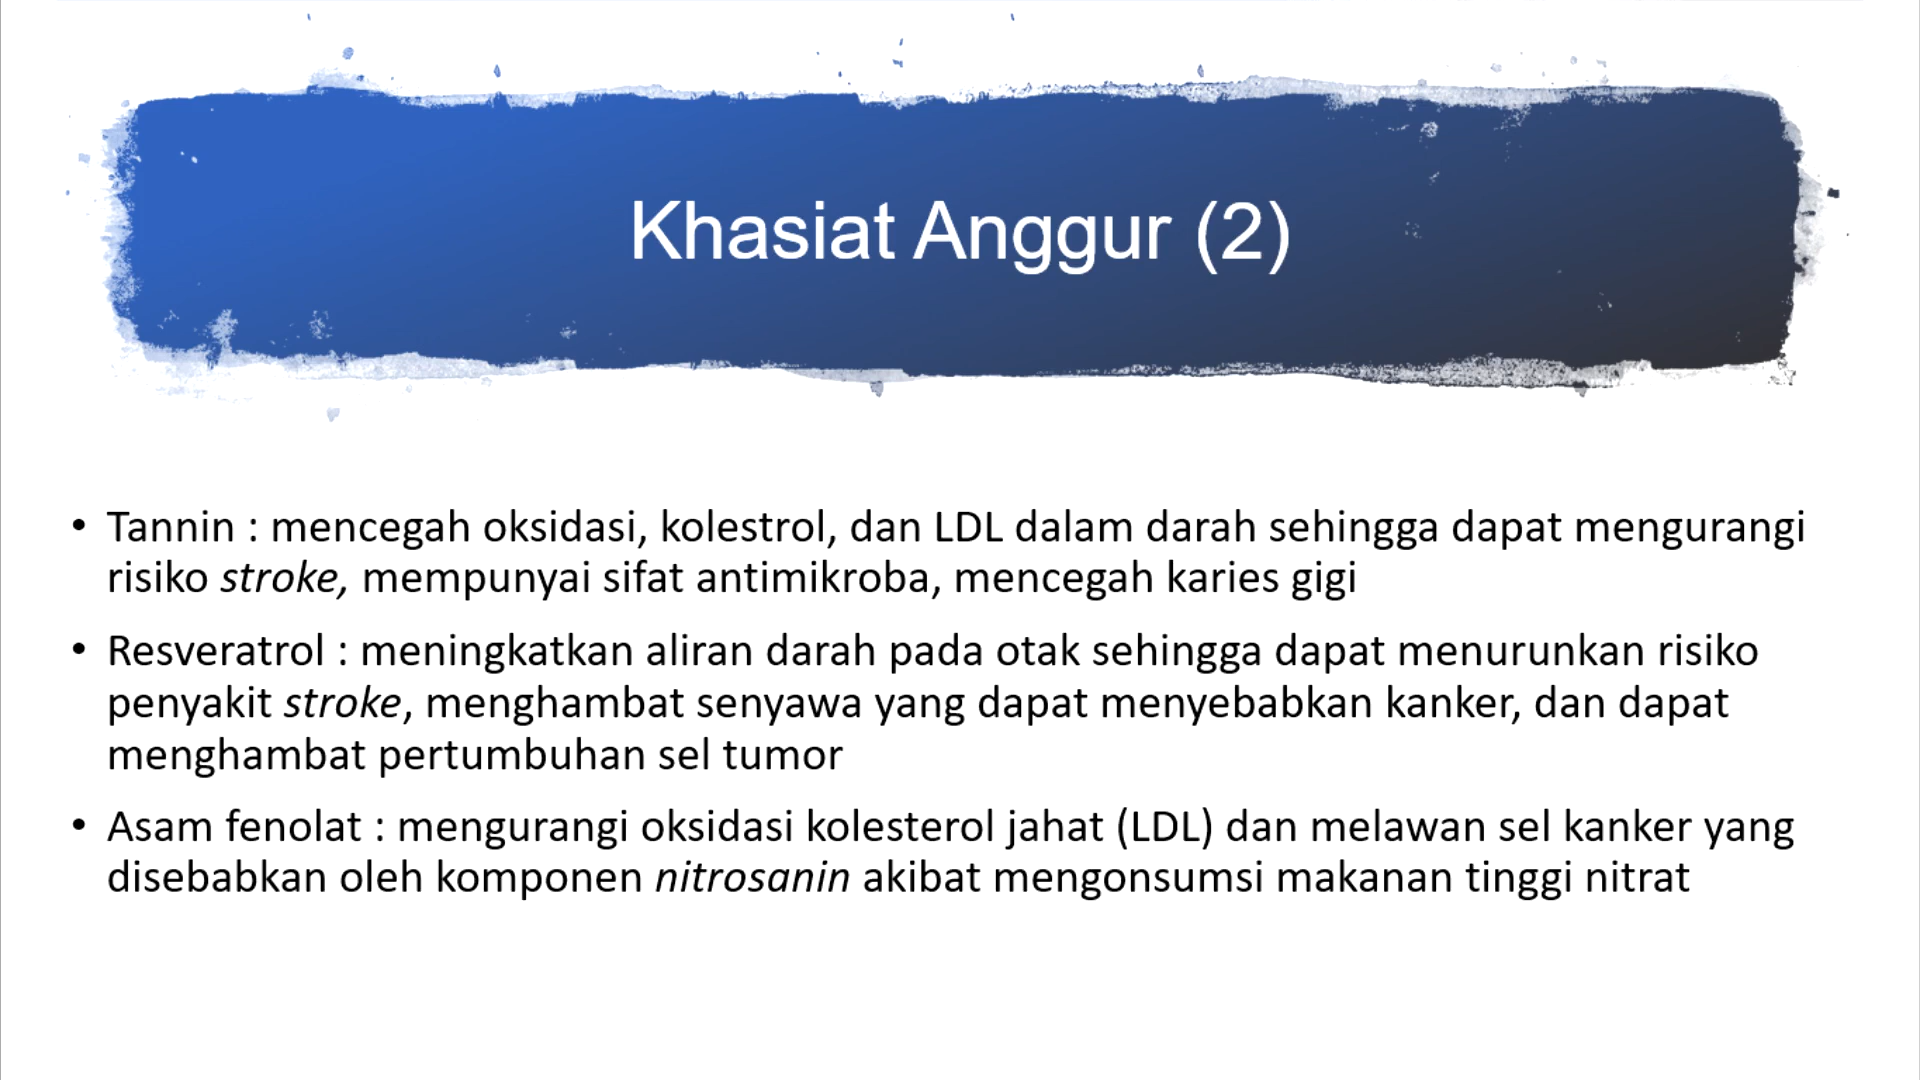 Khasiat Anggur (2)
• Tannin : mencegah oksidasi, kolestrol, dan LDL dalam darah sehingga dapat mengurangi
risiko stroke, mempunyai sifat antimikroba, mencegah karies gigi
• Resveratrol : meningkatkan aliran darah pada otak sehingga dapat menurunkan risiko
penyakit stroke, menghambat senyawa yang dapat menyebabkan kanker, dan dapat
menghambat pertumbuhan sel tumor
• Asam fenolat : mengurangi oksidasi kolesterol jahat (LDL) dan melawan sel kanker yang
disebabkan oleh komponen nitrosanin akibat mengonsumsi makanan tinggi nitrat